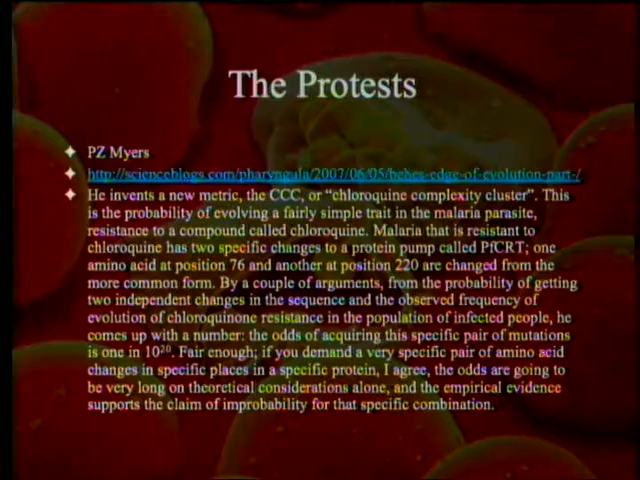 The Protests
PZ Myers
http://scienceblogs.com/pharyngula/2007/06/05/behes-edge-of-evolution-part-/
He invents a new metric, the CCC, or “chloroquine complexity cluster”. This
is the probability of evolving a fairly simple trait in the malaria parasite,
resistance to a compound called chloroquine. Malaria that is resistant to
chloroquine has two specific changes to a protein pump called PfCRT; one
amino acid at position 76 and another at position 220 are changed from the
more common form. By a couple of arguments, from the probability of getting
two independent changes in the sequence and the observed frequency of
evolution of chloroquinone resistance in the population of infected people, he
comes up with a number: the odds of acquiring this specific pair of mutations
is one in 10²⁰. Fair enough; if you demand a very specific pair of amino acid
changes in specific places in a specific protein, I agree, the odds are going to
be very long on theoretical considerations alone, and the empirical evidence
supports the claim of improbability for that specific combination.